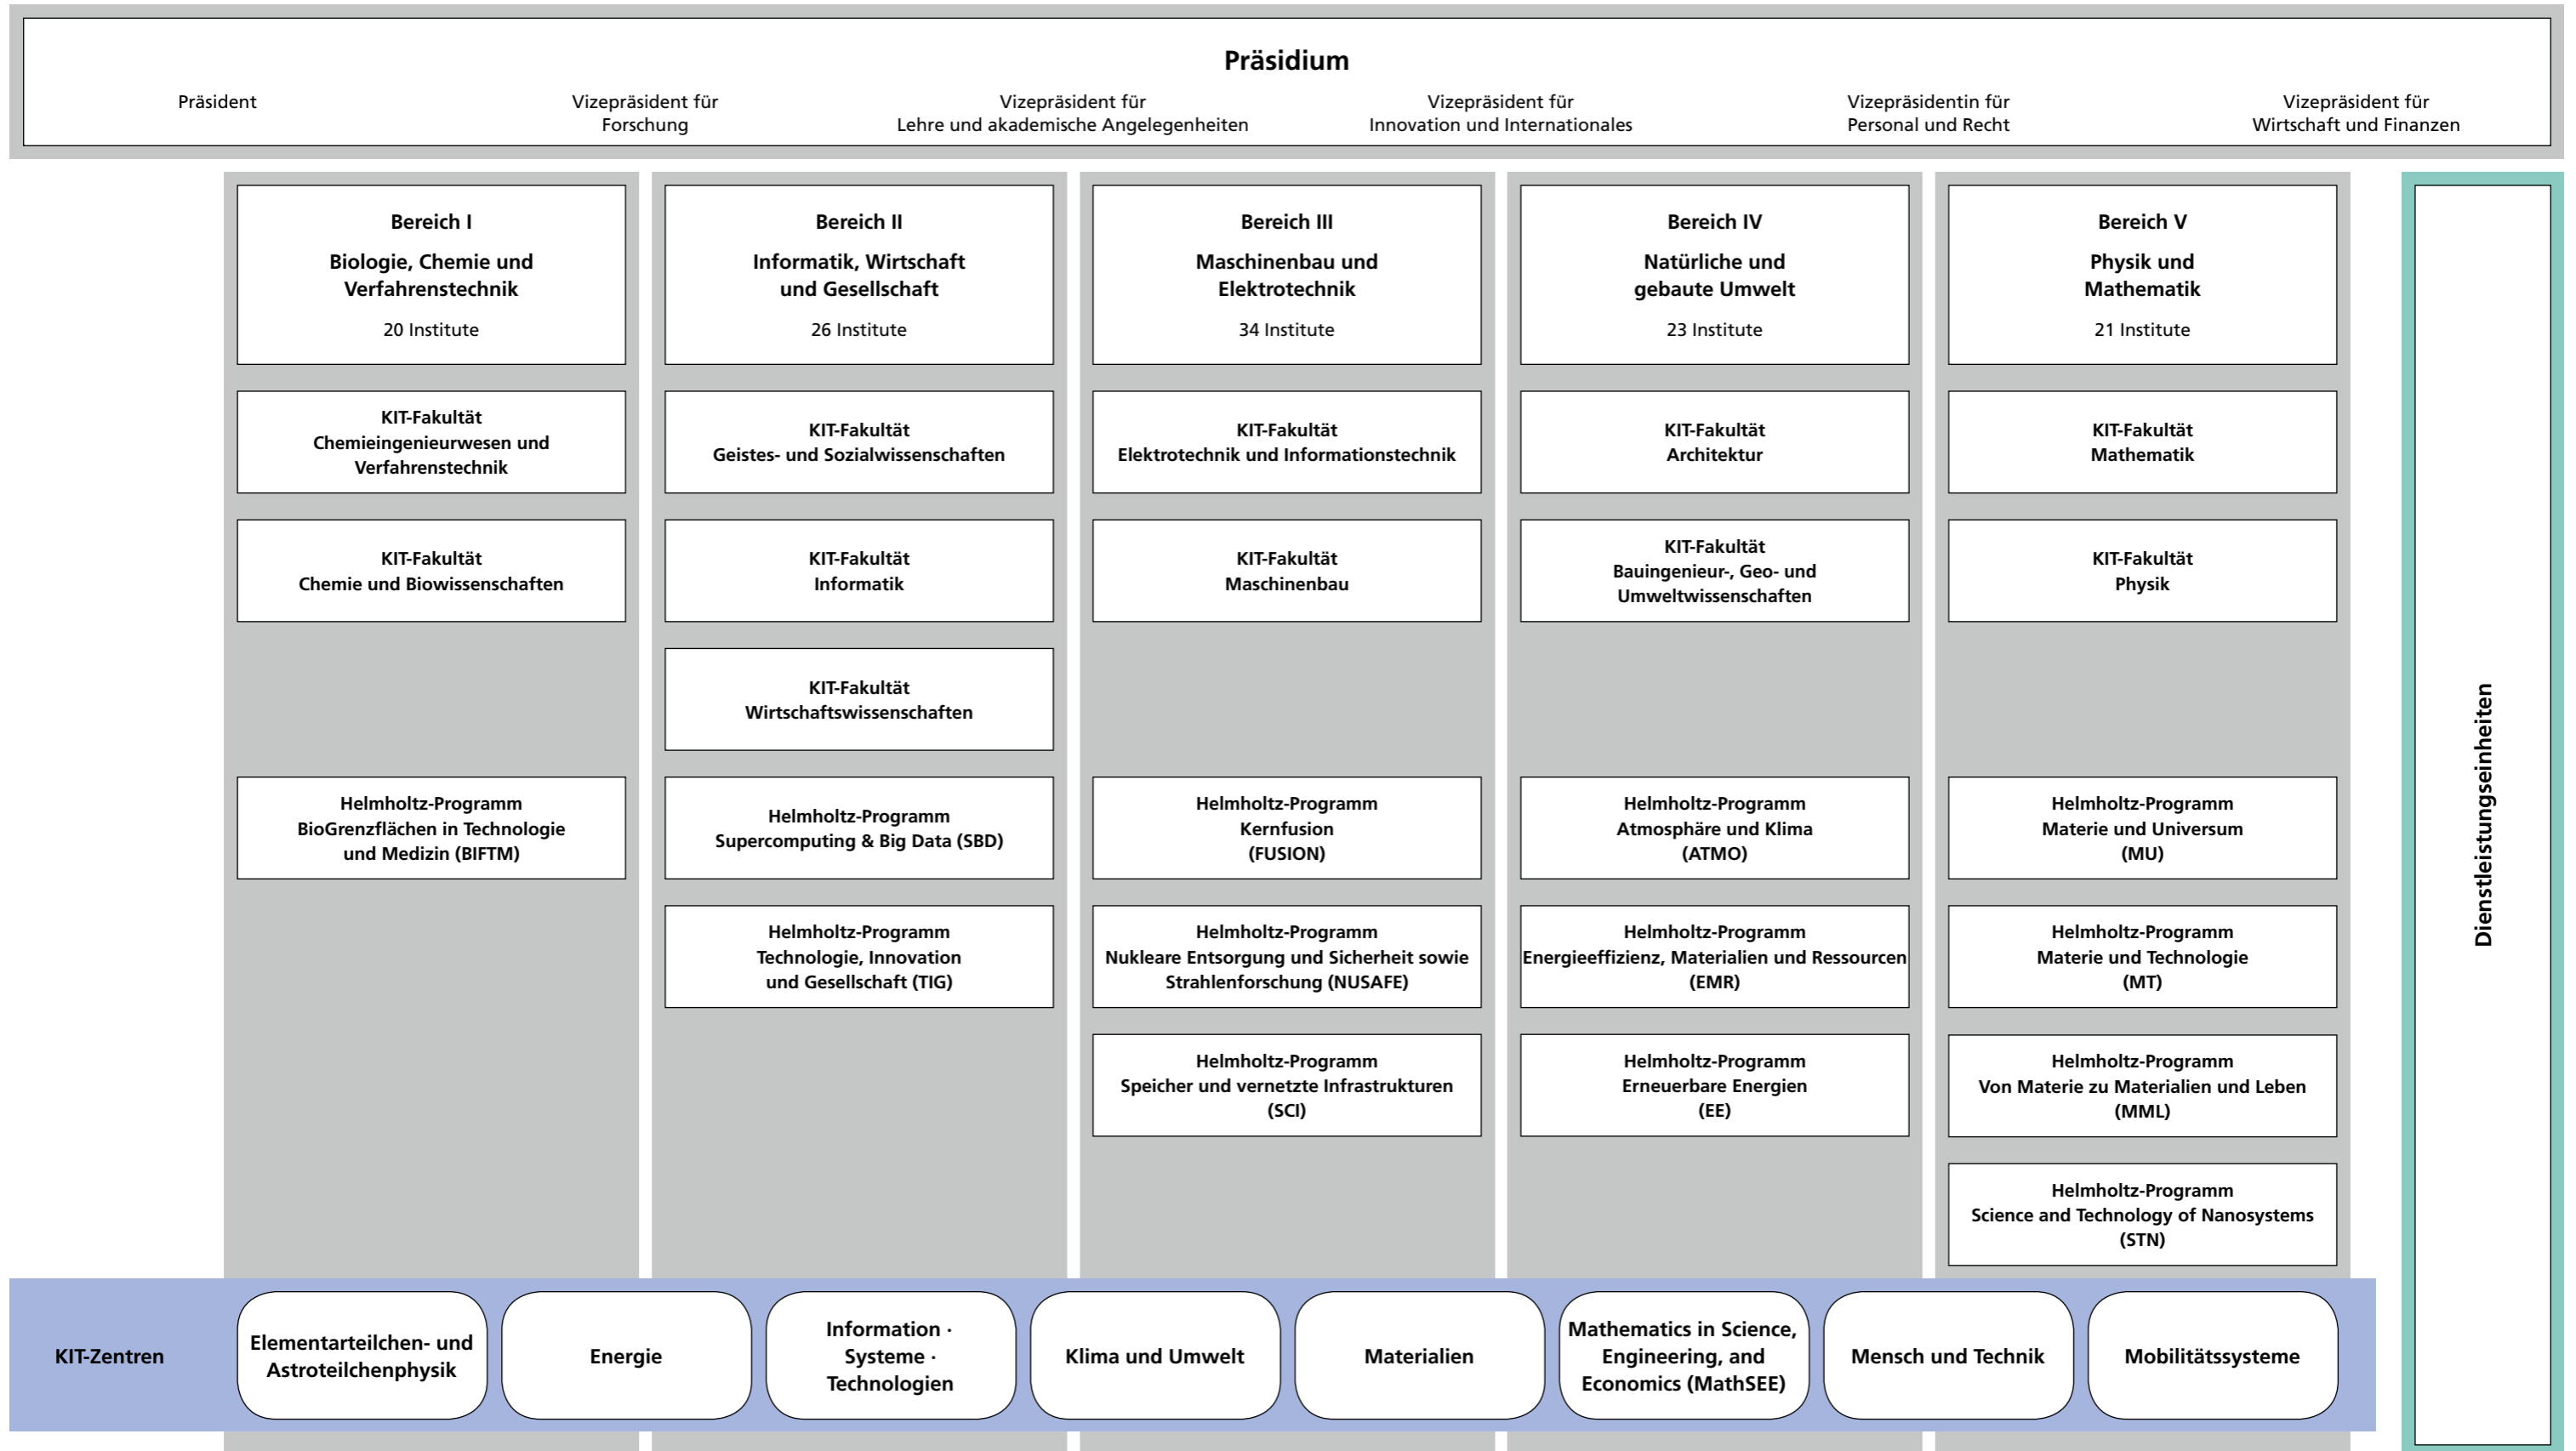 Präsidium
Präsident
Vizepräsident für
Forschung
Vizepräsident für
Lehre und akademische Angelegenheiten
Vizepräsident für
Innovation und Internationales
Vizepräsidentin für
Personal und Recht
Vizepräsident für
Wirtschaft und Finanzen
Bereich I
Biologie, Chemie und
Verfahrenstechnik
20 Institute
KIT-Fakultät
Chemieingenieurwesen und
Verfahrenstechnik
KIT-Fakultät
Chemie und Biowissenschaften
Helmholtz-Programm
BioGrenzflächen in Technologie
und Medizin (BIFTM)
Bereich II
Informatik, Wirtschaft
und Gesellschaft
26 Institute
KIT-Fakultät
Geistes- und Sozialwissenschaften
KIT-Fakultät
Informatik
KIT-Fakultät
Wirtschaftswissenschaften
Helmholtz-Programm
Supercomputing & Big Data (SBD)
Helmholtz-Programm
Technologie, Innovation
und Gesellschaft (TIG)
Bereich III
Maschinenbau und
Elektrotechnik
34 Institute
KIT-Fakultät
Elektrotechnik und Informationstechnik
KIT-Fakultät
Maschinenbau
Helmholtz-Programm
Kernfusion
(FUSION)
Helmholtz-Programm
Nukleare Entsorgung und Sicherheit sowie
Strahlenforschung (NUSAFE)
Helmholtz-Programm
Speicher und vernetzte Infrastrukturen
(SCI)
Bereich IV
Natürliche und
gebaute Umwelt
23 Institute
KIT-Fakultät
Architektur
KIT-Fakultät
Bauingenieur-, Geo- und
Umweltwissenschaften
Helmholtz-Programm
Atmosphäre und Klima
(ATMO)
Helmholtz-Programm
Energieeffizienz, Materialien und Ressourcen
(EMR)
Helmholtz-Programm
Erneuerbare Energien
(EE)
Bereich V
Physik und
Mathematik
21 Institute
KIT-Fakultät
Mathematik
KIT-Fakultät
Physik
Helmholtz-Programm
Materie und Universum
(MU)
Helmholtz-Programm
Materie und Technologie
(MT)
Helmholtz-Programm
Von Materie zu Materialien und Leben
(MML)
Helmholtz-Programm
Science and Technology of Nanosystems
(STN)
Dienstleistungseinheiten
KIT-Zentren
Elementarteilchen- und
Astroteilchenphysik
Energie
Information ·
Systeme ·
Technologien
Klima und Umwelt
Materialien
Mathematics in Science,
Engineering, and
Economics (MathSEE)
Mensch und Technik
Mobilitätssysteme